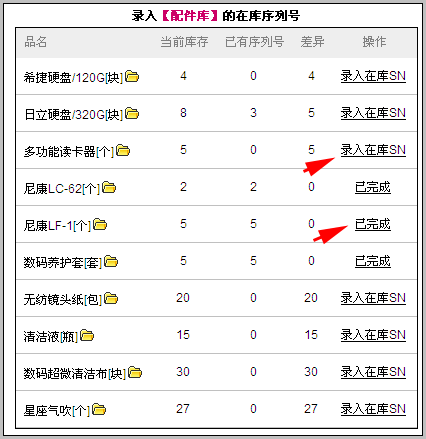 录入【配件库】的在库序列号
品名 当前库存 已有序列号 差异 操作
希捷硬盘/120G[块] 4 0 4 录入在库SN
日立硬盘/320G[块] 8 3 5 录入在库SN
多功能读卡器[个] 5 0 5 录入在库SN
尼康LC-62[个] 2 2 0 已完成
尼康LF-1[个] 5 5 0 已完成
数码养护套[套] 5 5 0 已完成
无纺镜头纸[包] 20 0 20 录入在库SN
清洁液[瓶] 15 0 15 录入在库SN
数码超微清洁布[块] 30 0 30 录入在库SN
星座气吹[个] 27 0 27 录入在库SN